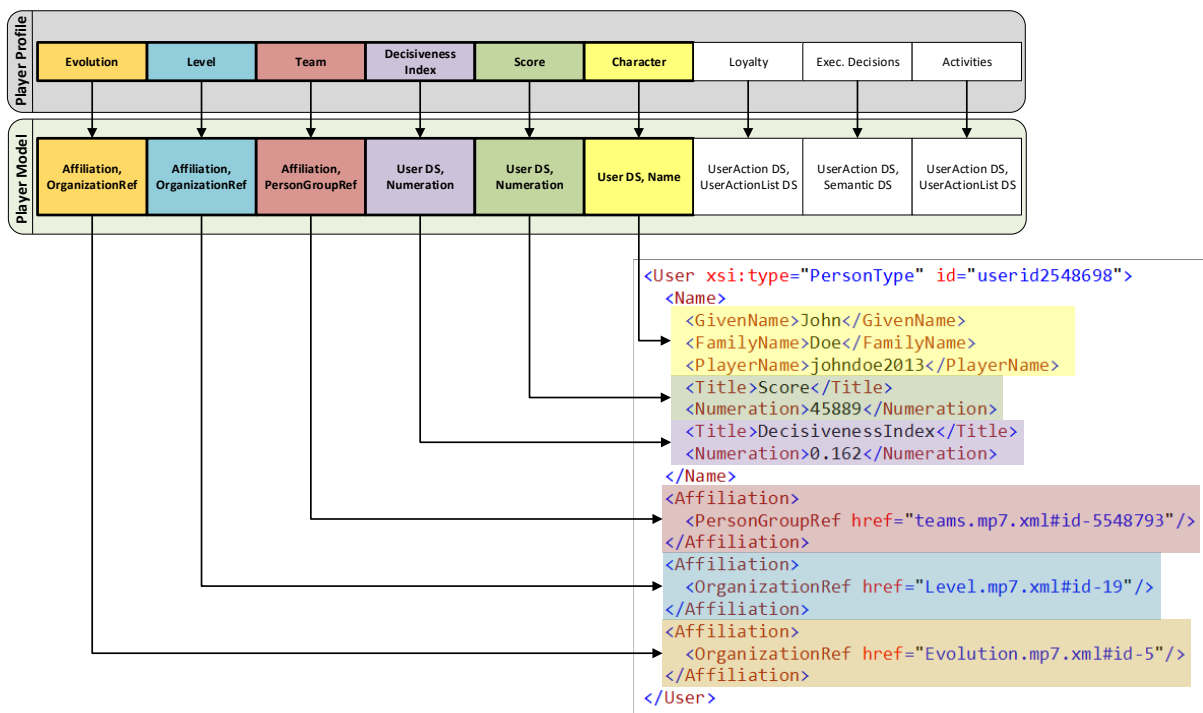 Player Profile
Evolution
Level
Team
Decisiveness
Index
Score
Character
Loyalty
Exec. Decisions
Activities
Player Model
Affiliation,
OrganizationRef
Affiliation,
OrganizationRef
Affiliation,
PersonGroupRef
User DS,
Numeration
User DS,
Numeration
User DS, Name
UserAction DS,
UserActionList DS
UserAction DS,
Semantic DS
UserAction DS,
UserActionList DS
<User xsi:type="PersonType" id="userid2548698">
<Name>
<GivenName>John</GivenName>
<FamilyName>Doe</FamilyName>
<PlayerName>johndoe2013</PlayerName>
<Title>Score</Title>
<Numeration>45889</Numeration>
<Title>DecisivenessIndex</Title>
<Numeration>0.162</Numeration>
</Name>
<Affiliation>
<PersonGroupRef href="teams.mp7.xml#id-5548793"/>
</Affiliation>
<Affiliation>
<OrganizationRef href="Level.mp7.xml#id-19"/>
</Affiliation>
<Affiliation>
<OrganizationRef href="Evolution.mp7.xml#id-5"/>
</Affiliation>
</User>